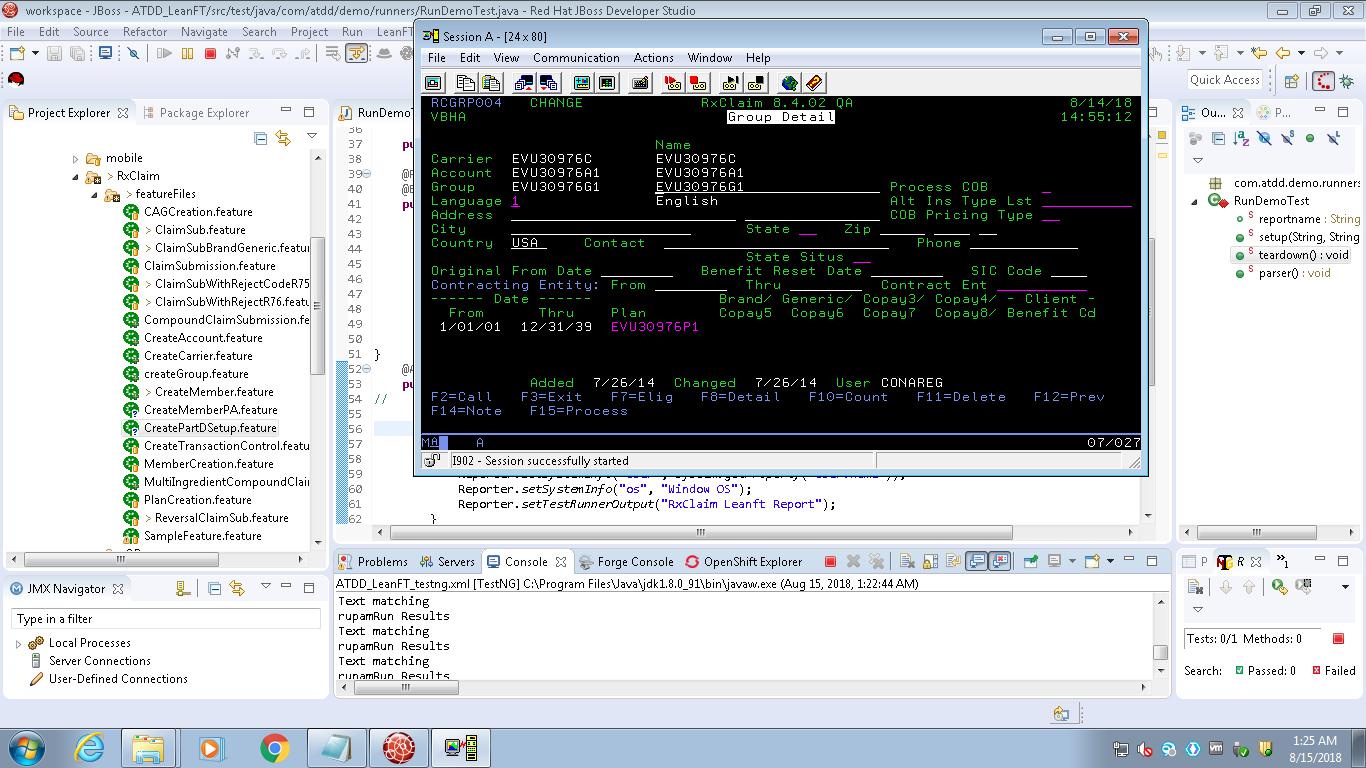 workspace - JBoss - ATDD_LeanFT/src/test/java/com/atdd/demo/runners/RunDemoTest.java - Red Hat JBoss Developer Studio
File Edit Source Refactor Navigate Search Project Run LeanFT
Quick Access
Project Explorer Package Explorer
mobile
> RxClaim
> featureFiles
CAGCreation.feature
> ClaimSub.feature
> ClaimSubBrandGeneric.featur
ClaimSubmission.feature
> ClaimSubWithRejectCodeR75
> ClaimSubWithRejectR76.featu
CompoundClaimSubmission.fe
CreateAccount.feature
CreateCarrier.feature
createGroup.feature
> CreateMember.feature
CreateMemberPA.feature
CreatePartDSetup.feature
CreateTransactionControl.featu
MemberCreation.feature
MultiIngredientCompoundClai
PlanCreation.feature
> ReversalClaimSub.feature
SampleFeature.feature
RunDemo
36
37 pu
38
39 @P
40 @B
41 pu
42
43
44
45
46
47
48
49
50
51 }
52 @A
53 pu
54 //
55
56
57
58
59
60 Reporter.setSystemInfo("os", "Window OS");
61 Reporter.setTestRunnerOutput("RxClaim Leanft Report");
62 }
Session A - [24 x 80]
File Edit View Communication Actions Window Help
RCGRP004 CHANGE RxClaim 8.4.02 QA 8/14/18
VBHA Group Detail 14:55:12
Name
Carrier EVU30976C EVU30976C
Account EVU30976A1 EVU30976A1
Group EVU30976G1 EVU30976G1 Process COB
Language 1 English Alt Ins Type Lst
Address COB Pricing Type
City State Zip
Country USA Contact Phone
State Situs
Original From Date Benefit Reset Date SIC Code
Contracting Entity: From Thru Contract Ent
------ Date ------ Brand/ Generic/ Copay3/ Copay4/ - Client -
From Thru Plan Copay5 Copay6 Copay7 Copay8/ Benefit Cd
1/01/01 12/31/39 EVU30976P1
Added 7/26/14 Changed 7/26/14 User CONAREG
F2=Call F3=Exit F7=Elig F8=Detail F10=Count F11=Delete F12=Prev
F14=Note F15=Process
MA A 07/027
I902 - Session successfully started
Ou...
P...
com.atdd.demo.runners
RunDemoTest
reportname : String
setup(String, String
teardown() : void
parser() : void
JMX Navigator
Type in a filter
Local Processes
Server Connections
User-Defined Connections
Problems Servers Console Forge Console OpenShift Explorer
ATDD_LeanFT_testng.xml [TestNG] C:\Program Files\Java\jdk1.8.0_91\bin\javaw.exe (Aug 15, 2018, 1:22:44 AM)
Text matching
rupamRun Results
Text matching
rupamRun Results
Text matching
rupamRun Results
P R
Tests: 0/1 Methods: 0
Search: Passed: 0 Failed
1:25 AM
8/15/2018